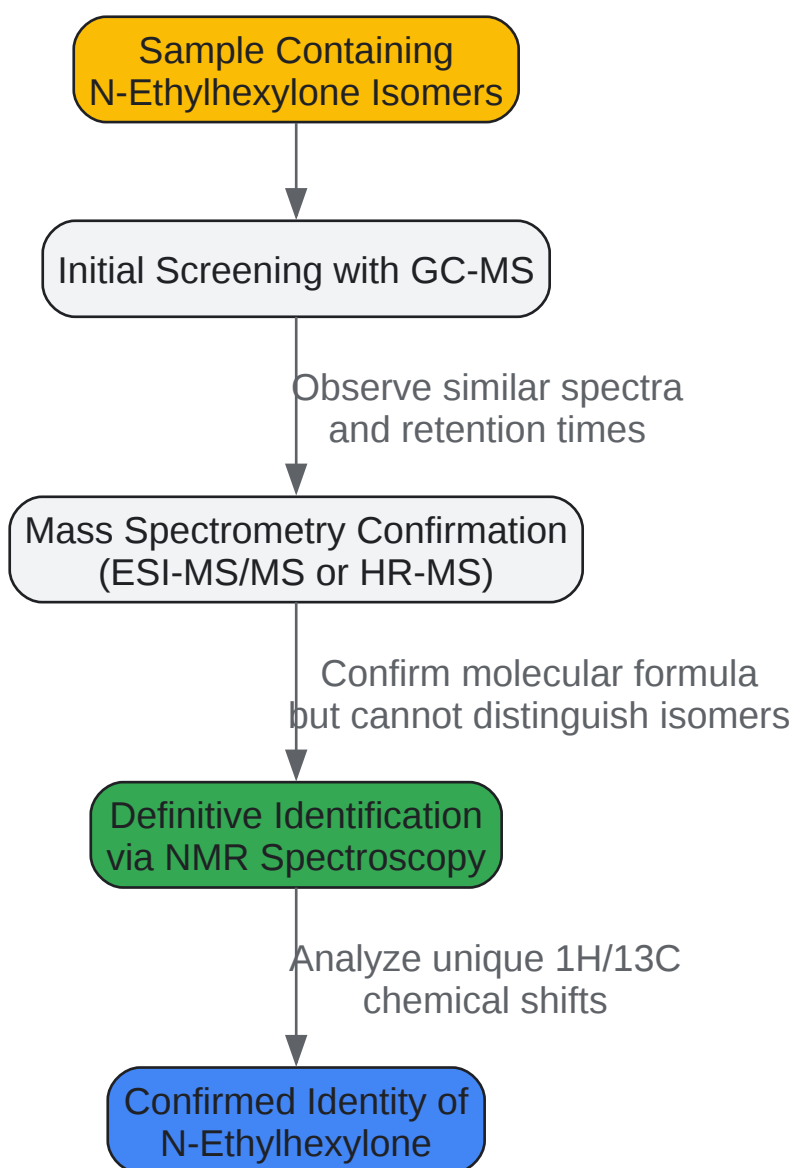 Sample Containing
N-Ethylhexylone Isomers
Initial Screening with GC-MS
Observe similar spectra
and retention times
Mass Spectrometry Confirmation
(ESI-MS/MS or HR-MS)
Confirm molecular formula
but cannot distinguish isomers
Definitive Identification
via NMR Spectroscopy
Analyze unique 1H/13C
chemical shifts
Confirmed Identity of
N-Ethylhexylone